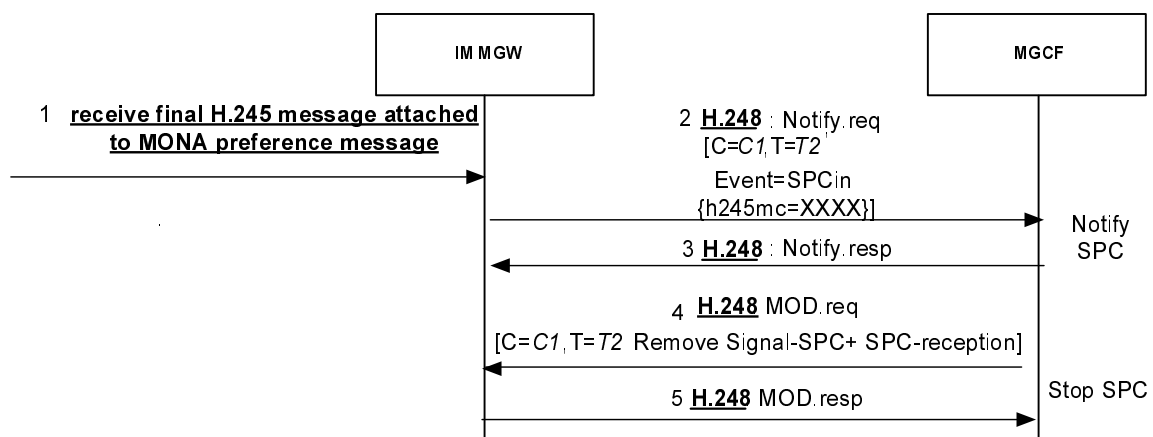 IM MGW
MGCF
1 receive final H.245 message attached
to MONA preference message
2 H.248 : Notify.req
[C=C1,T=T2,
Event=SPCin
{h245mc=XXXX}]
Notify
SPC
3 H.248 : Notify.resp
4 H.248 MOD.req
[C=C1,T=T2 Remove Signal-SPC+ SPC-reception]
Stop SPC
5 H.248 MOD.resp